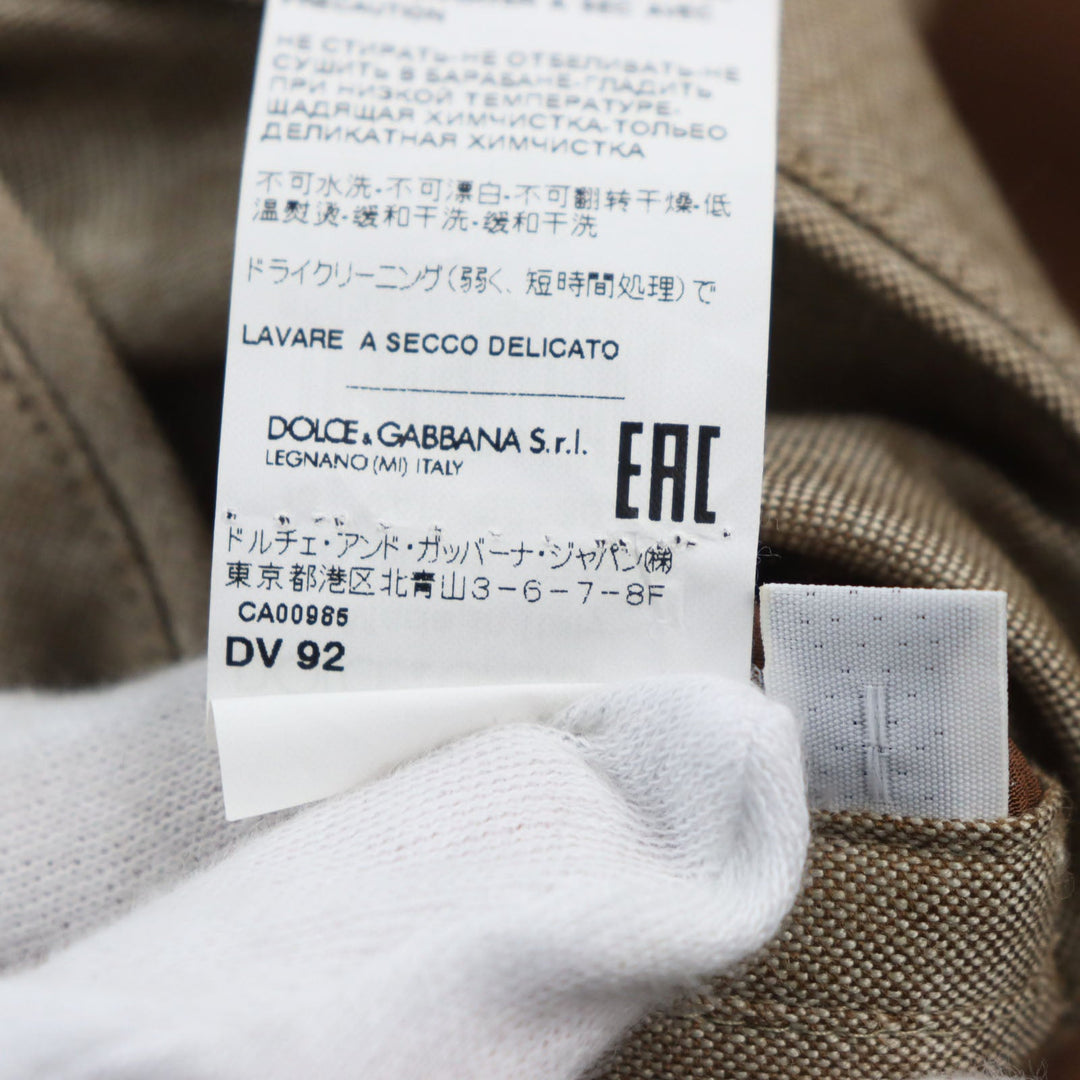 PRECAUTION
НЕ СТИРАТЬ-НЕ ОТБЕЛИВАТЬ-НЕ
СУШИТЬ В БАРАБАНЕ-ГЛАДИТЬ
ПРИ НИЗКОЙ ТЕМПЕРАТУРЕ-
ЩАДЯЩАЯ ХИМЧИСТКА-ТОЛЬЕО
ДЕЛИКАТНАЯ ХИМЧИСТКА
不可水洗-不可漂白-不可翻转干燥-低
温熨烫-缓和干洗-缓和干洗
ドライクリーニング(弱く、短時間処理)で
LAVARE A SECCO DELICATO
DOLCE & GABBANA S.r.l.
LEGNANO (MI) ITALY
EAC
ドルチェ・アンド・ガッバーナ・ジャパン㈱
東京都港区北青山3-6-7-8F
CA00985
DV 92